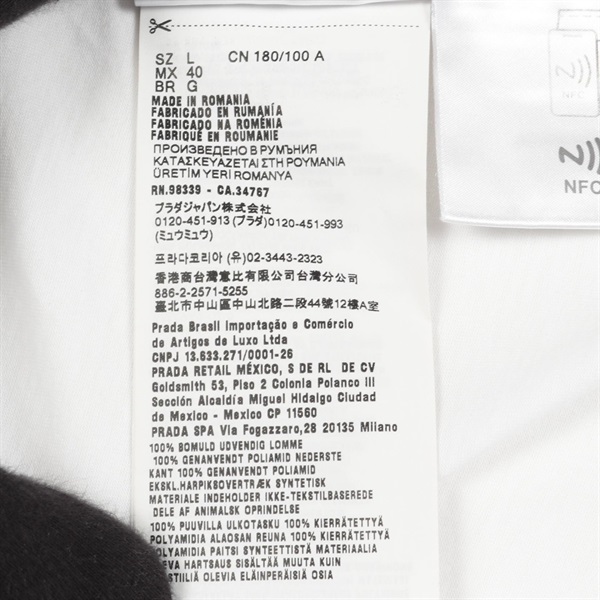 SZ L CN 180/100 A
MX 40
BR G
MADE IN ROMANIA
FABRICADO EN RUMANÍA
FABRICADO NA ROMÊNIA
FABRIQUÉ EN ROUMANIE
ПРОИЗВЕДЕНО В РУМЪНИЯ
ΚΑΤΑΣΚΕΥΑΖΕΤΑΙ ΣΤΗ ΡΟΥΜΑΝΙΑ
ÜRETİM YERİ ROMANYA
RN.98339 - CA.34767
プラダジャパン株式会社
0120-451-913 (プラダ)0120-451-993
(ミュウミュウ)
프라다코리아 (유) 02-3443-2323
香港商台灣意比有限公司台灣分公司
886-2-2571-5255
臺北市中山區中山北路二段44號12樓A室
Prada Brasil Importação e Comércio
de Artigos de Luxo Ltda
CNPJ 13.633.271/0001-26
PRADA RETAIL MÉXICO, S DE RL DE CV
Goldsmith 53, Piso 2 Colonia Polanco III
Sección Alcaldía Miguel Hidalgo Ciudad
de Mexico - Mexico CP 11560
PRADA SPA Via Fogazzaro,28 20135 Milano
100% BOMULD UDVENDIG LOMME
100% GENANVENDT POLIAMID NEDERSTE
KANT 100% GENANVENDT POLIAMID
EKSKL.HARPIKSOVERTRÆK SYNTETISK
MATERIALE INDEHOLDER IKKE-TEKSTILBASEREDE
DELE AF ANIMALSK OPRINDELSE
100% PUUVILLA ULKOTASKU 100% KIERRÄTETTYÄ
POLYAMIDIA ALAOSAN REUNA 100% KIERRÄTETTYÄ
POLYAMIDIA PAITSI SYNTEETTISTÄ MATERIAALIA
OLEVA HARTSAUS SISÄLTÄÄ MUUTA KUIN
TEKSTIILIÄ OLEVIA ELÄINPERÄISIÄ OSIA
NFC
NFC